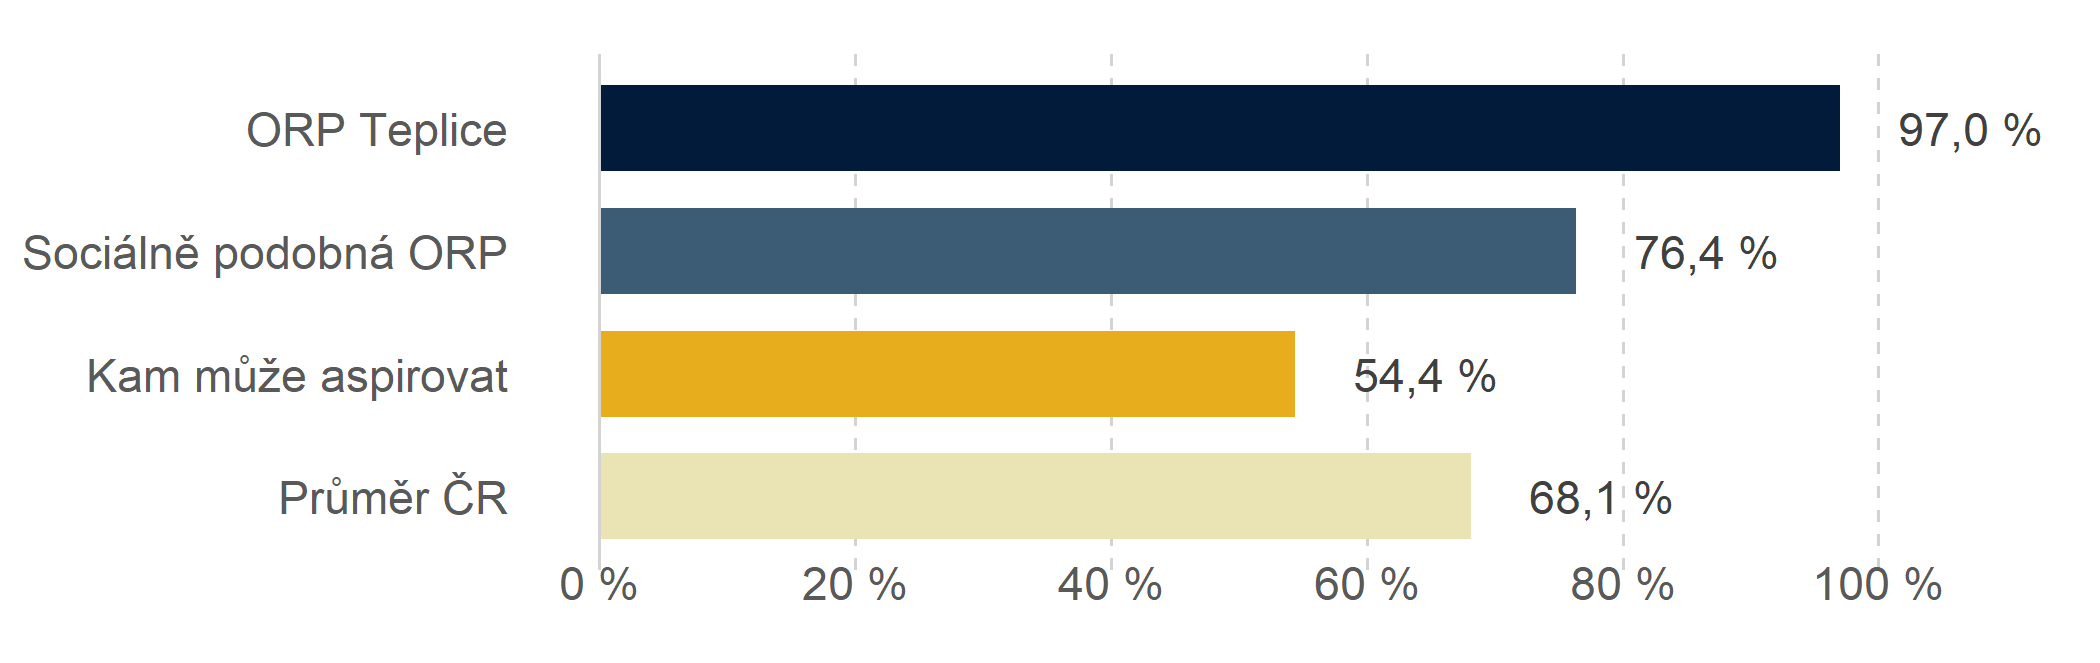 ORP Teplice 97,0 %
Sociálně podobná ORP 76,4 %
Kam může aspirovat 54,4 %
Průměr ČR 68,1 %
0 % 20 % 40 % 60 % 80 % 100 %